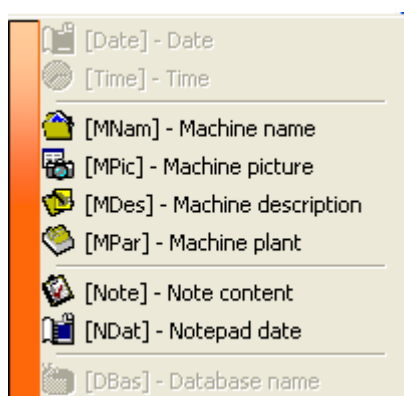 [Date] - Date
[Time] - Time
[MNam] - Machine name
[MPic] - Machine picture
[MDes] - Machine description
[MPar] - Machine plant
[Note] - Note content
[NDat] - Notepad date
[DBas] - Database name